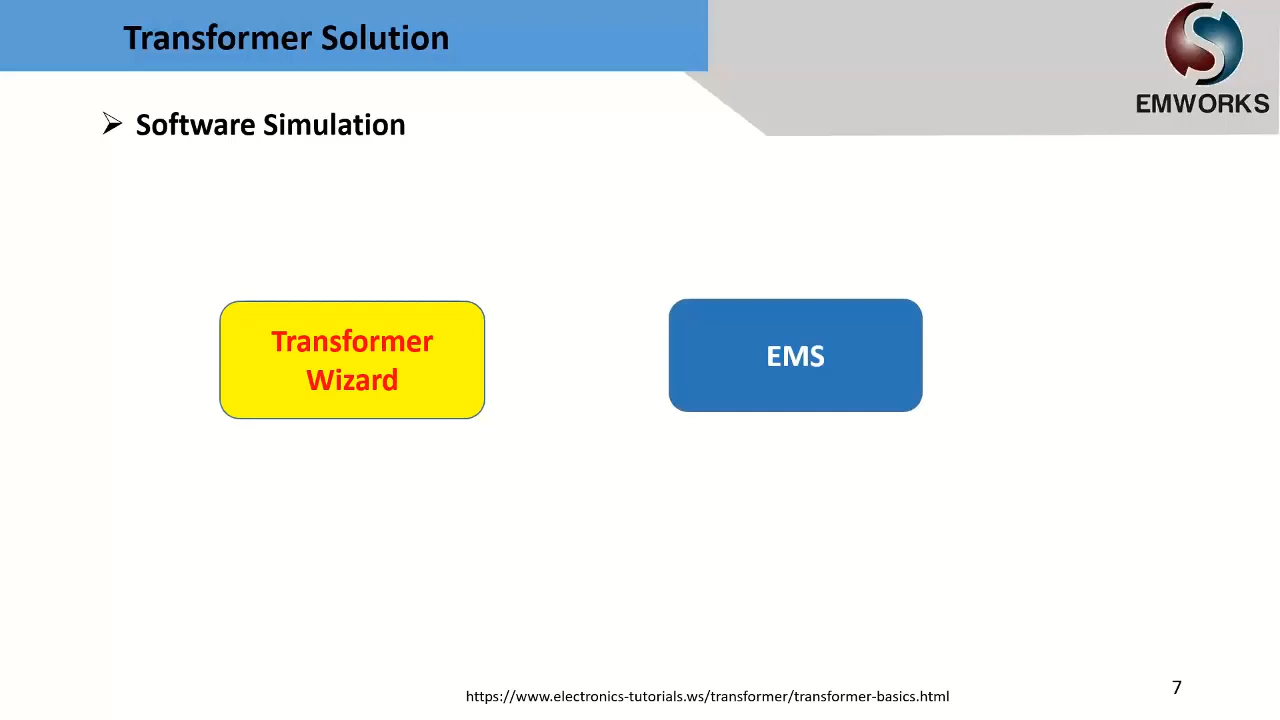 Transformer Solution
EMWORKS
Software Simulation
Transformer
Wizard
EMS
https://www.electronics-tutorials.ws/transformer/transformer-basics.html
7